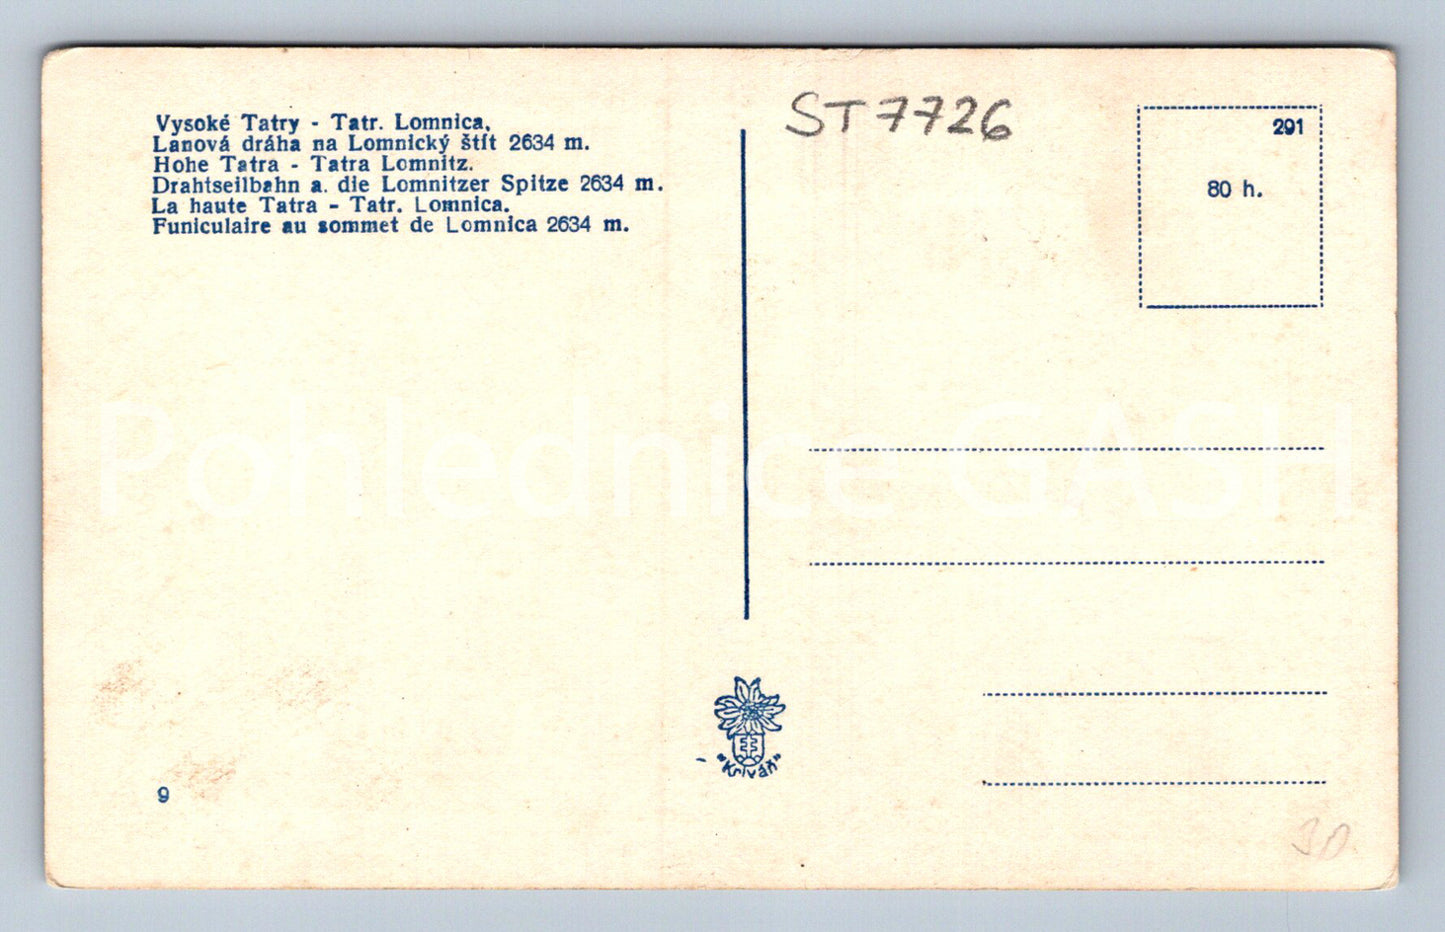 Vysoké Tatry - Tatr. Lomnica,
Lanová dráha na Lomnický štít 2634 m.
Hohe Tatra - Tatra Lomnitz.
Drahtseilbahn a. die Lomnitzer Spitze 2634 m.
La haute Tatra - Tatr. Lomnica.
Funiculaire au sommet de Lomnica 2634 m.
ST7726
291
80 h.
Pohlednice GASH
"Kriváň"
9
30